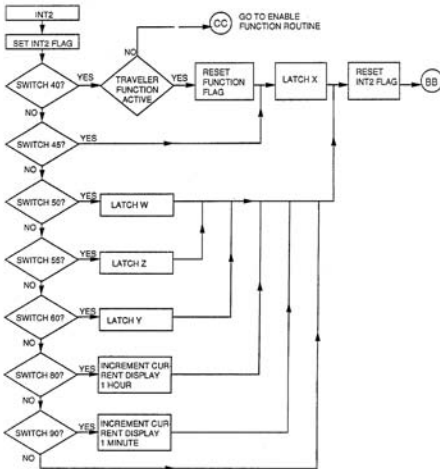 INT2
SET INT2 FLAG
CC
GO TO ENABLE
FUNCTION ROUTINE
NO
SWITCH 40?
YES
TRAVELER
FUNCTION
ACTIVE
YES
RESET
FUNCTION
FLAG
LATCH X
RESET
INT2 FLAG
BB
NO
SWITCH 45?
YES
NO
SWITCH 50?
YES
LATCH W
NO
SWITCH 55?
YES
LATCH Z
NO
SWITCH 60?
YES
LATCH Y
NO
SWITCH 80?
YES
INCREMENT CUR-
RENT DISPLAY
1 HOUR
NO
SWITCH 90?
YES
INCREMENT CUR-
RENT DISPLAY
1 MINUTE
NO